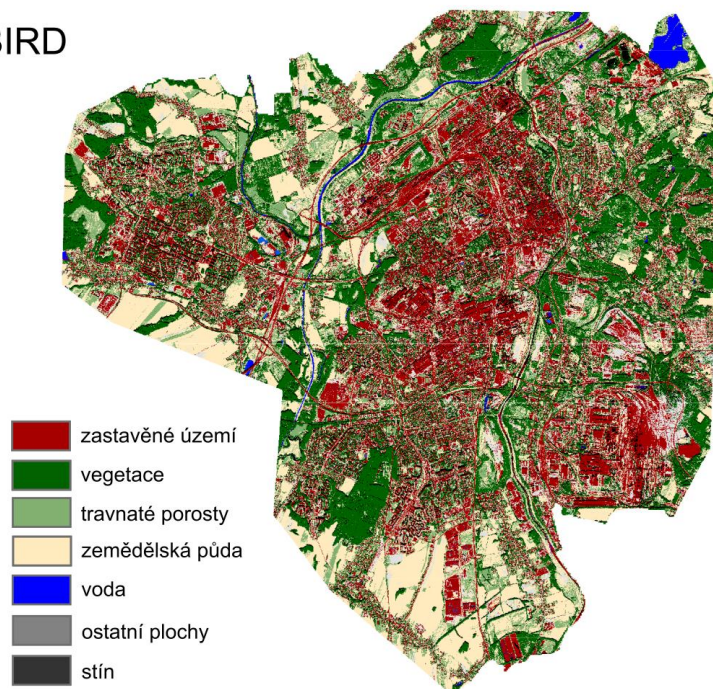 BIRD
zastavěné území
vegetace
travnaté porosty
zemědělská půda
voda
ostatní plochy
stín